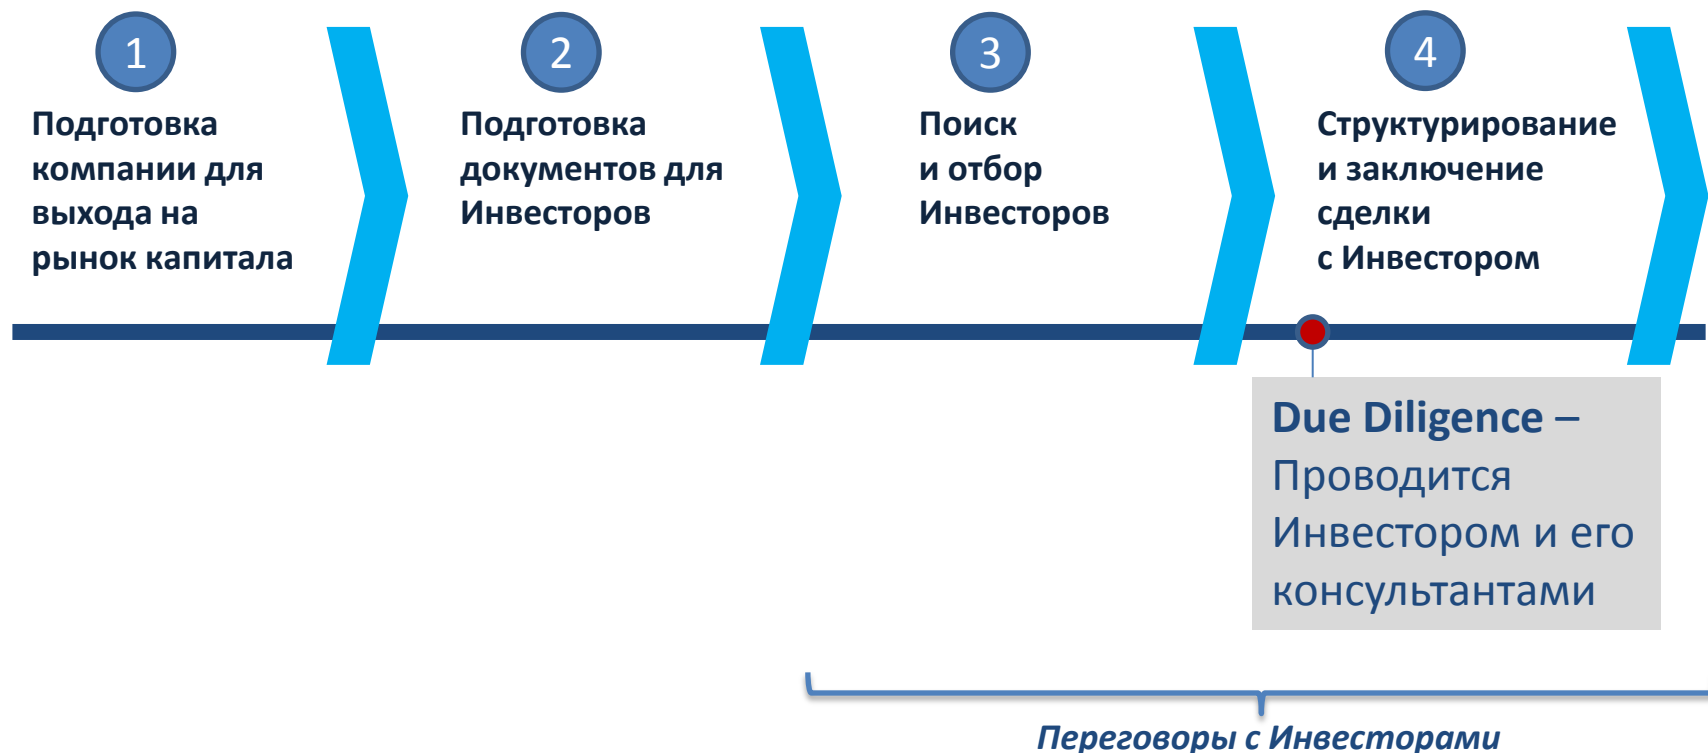 1
Подготовка
компании для
выхода на
рынок капитала
2
Подготовка
документов для
Инвесторов
3
Поиск
и отбор
Инвесторов
4
Структурирование
и заключение
сделки
с Инвестором
Due Diligence –
Проводится
Инвестором и его
консультантами
Переговоры с Инвесторами